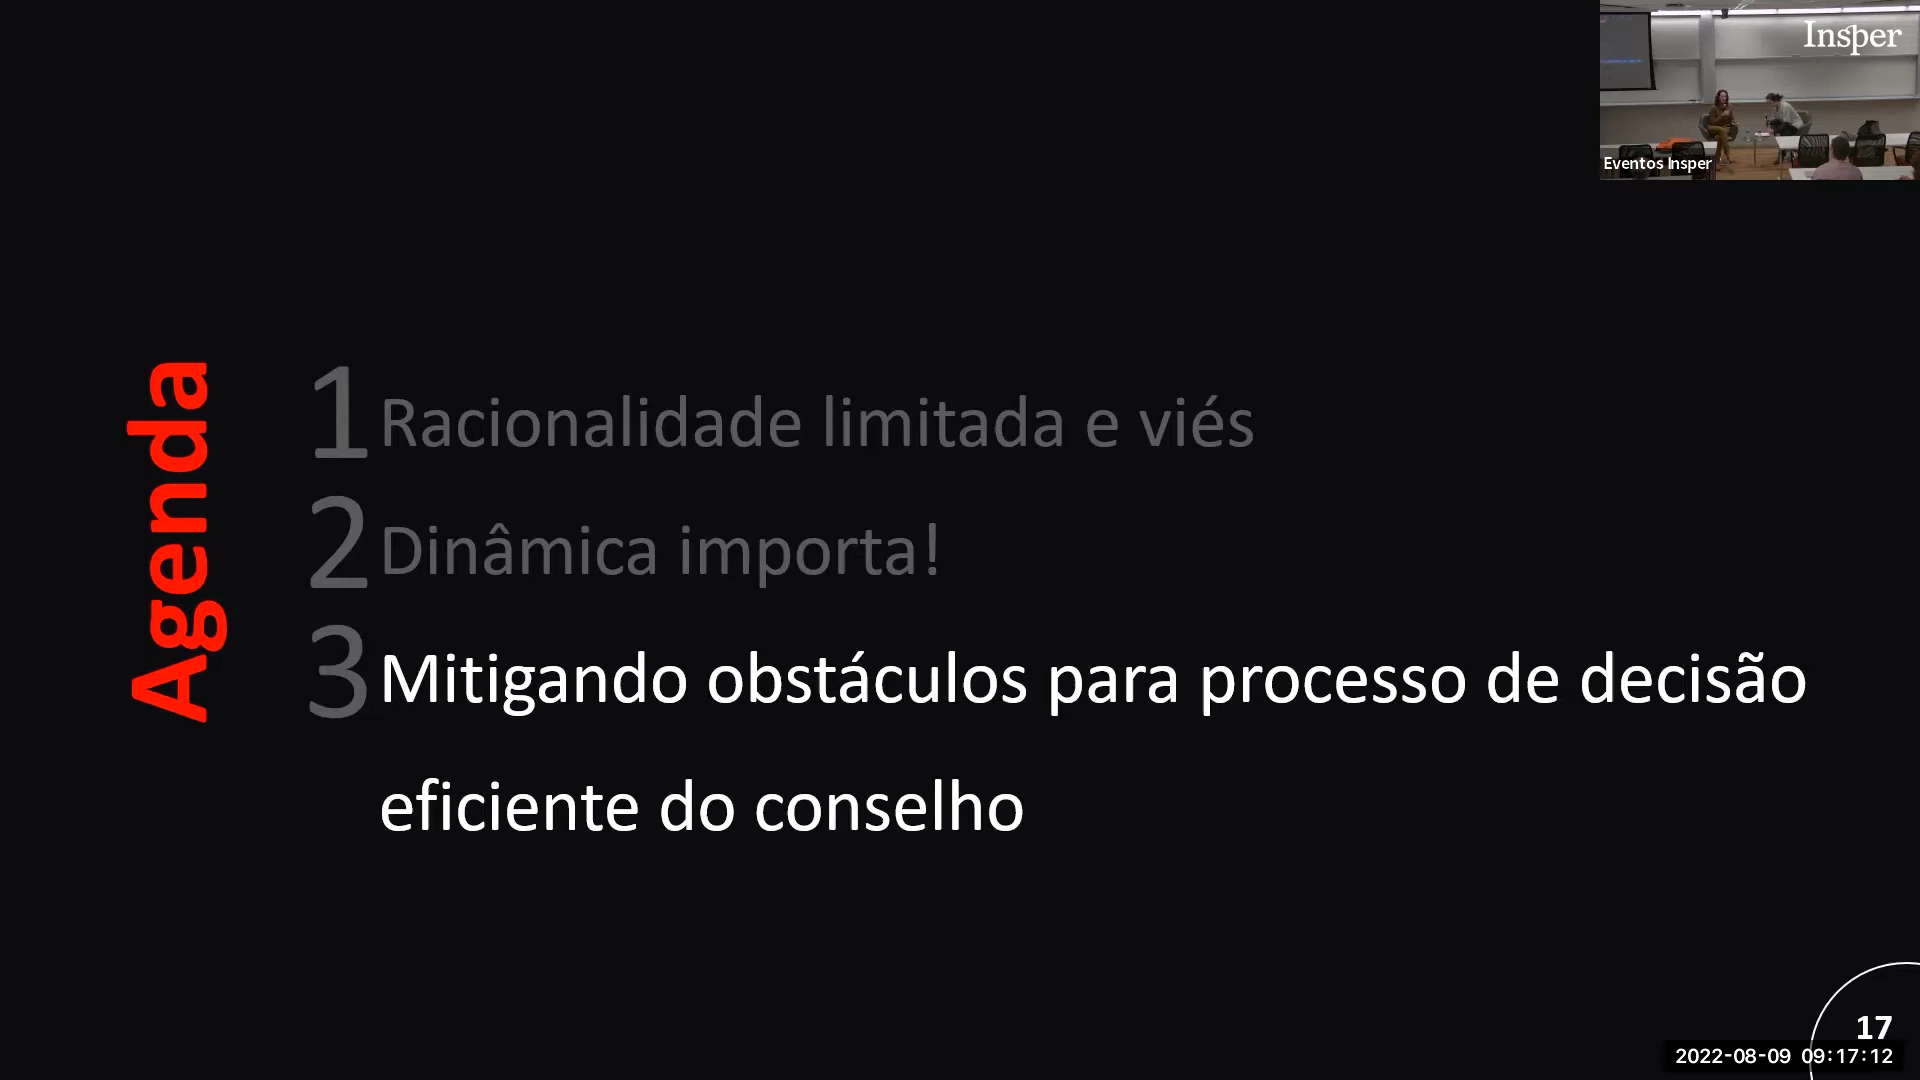 Insper
Eventos Insper
Agenda
1 Racionalidade limitada e viés
2 Dinâmica importa!
3 Mitigando obstáculos para processo de decisão
eficiente do conselho
17
2022-08-09 09:17:12